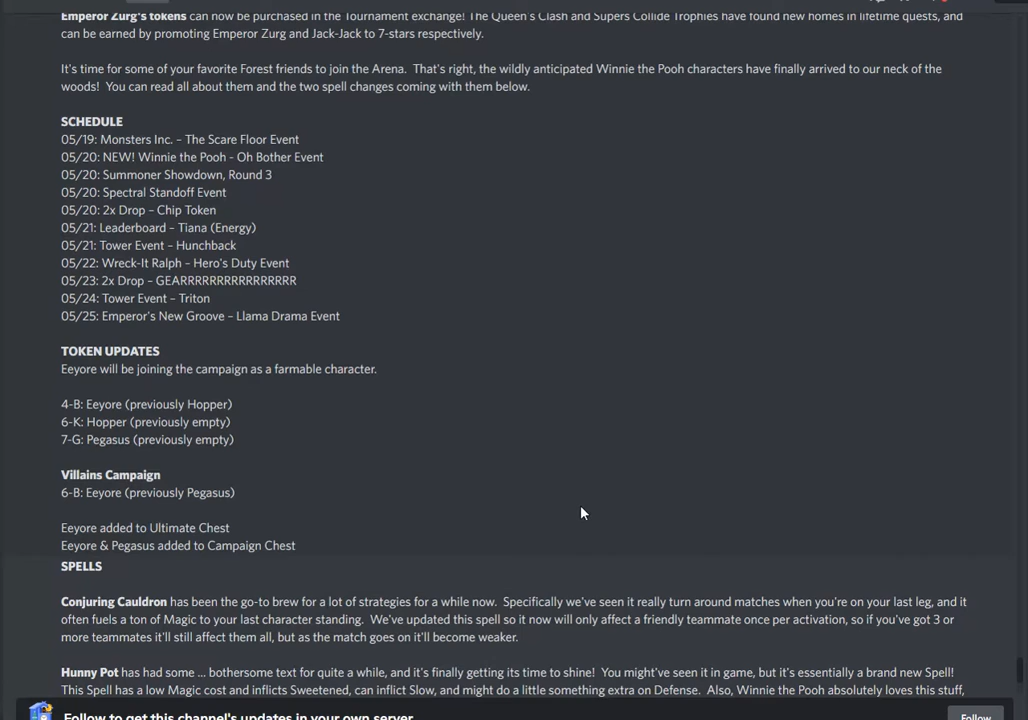 Emperor Zurg's tokens can now be purchased in the Tournament exchange! The Queen's Clash and Supers Collide Trophies have found new homes in lifetime quests, and
can be earned by promoting Emperor Zurg and Jack-Jack to 7-stars respectively.
It's time for some of your favorite Forest friends to join the Arena. That's right, the wildly anticipated Winnie the Pooh characters have finally arrived to our neck of the
woods! You can read all about them and the two spell changes coming with them below.
SCHEDULE
05/19: Monsters Inc. – The Scare Floor Event
05/20: NEW! Winnie the Pooh - Oh Bother Event
05/20: Summoner Showdown, Round 3
05/20: Spectral Standoff Event
05/20: 2x Drop – Chip Token
05/21: Leaderboard – Tiana (Energy)
05/21: Tower Event – Hunchback
05/22: Wreck-It Ralph – Hero's Duty Event
05/23: 2x Drop – GEARRRRRRRRRRRRRRR
05/24: Tower Event – Triton
05/25: Emperor's New Groove – Llama Drama Event
TOKEN UPDATES
Eeyore will be joining the campaign as a farmable character.
4-B: Eeyore (previously Hopper)
6-K: Hopper (previously empty)
7-G: Pegasus (previously empty)
Villains Campaign
6-B: Eeyore (previously Pegasus)
Eeyore added to Ultimate Chest
Eeyore & Pegasus added to Campaign Chest
SPELLS
Conjuring Cauldron has been the go-to brew for a lot of strategies for a while now. Specifically we've seen it really turn around matches when you're on your last leg, and it
often fuels a ton of Magic to your last character standing. We've updated this spell so it now will only affect a friendly teammate once per activation, so if you've got 3 or
more teammates it'll still affect them all, but as the match goes on it'll become weaker.
Hunny Pot has had some ... bothersome text for quite a while, and it's finally getting its time to shine! You might've seen it in game, but it's essentially a brand new Spell!
This Spell has a low Magic cost and inflicts Sweetened, can inflict Slow, and might do a little something extra on Defense. Also, Winnie the Pooh absolutely loves this stuff,
Follow to get this channel's updates in your own server
Follow